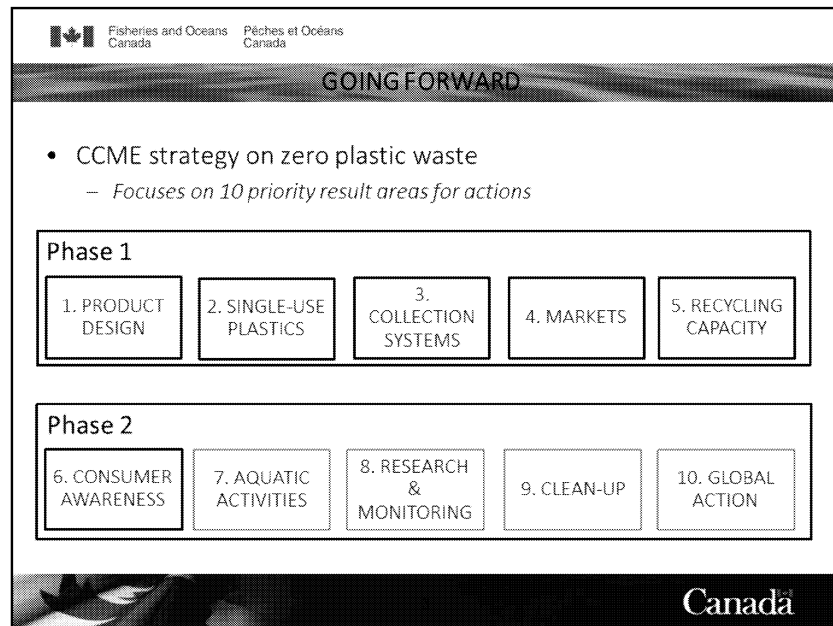 Fisheries and Oceans Pêches et Océans
Canada Canada
GOING FORWARD
• CCME strategy on zero plastic waste
– Focuses on 10 priority result areas for actions
Phase 1
1. PRODUCT
DESIGN
2. SINGLE-USE
PLASTICS
3.
COLLECTION
SYSTEMS
4. MARKETS
5. RECYCLING
CAPACITY
Phase 2
6. CONSUMER
AWARENESS
7. AQUATIC
ACTIVITIES
8. RESEARCH
&
MONITORING
9. CLEAN-UP
10. GLOBAL
ACTION
Canada